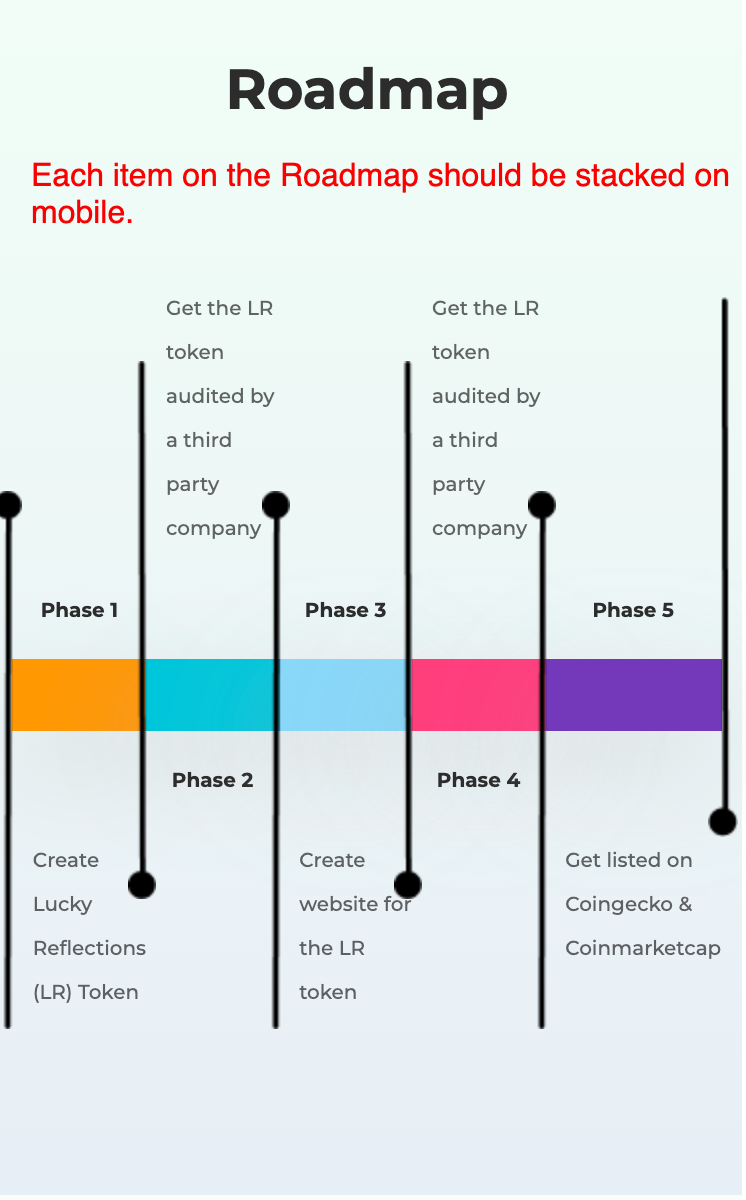 Roadmap
Each item on the Roadmap should be stacked on
mobile.
Get the LR
token
audited by
a third
party
company
Get the LR
token
audited by
a third
party
company
Phase 1
Phase 3
Phase 5
Phase 2
Phase 4
Create
Lucky
Reflections
(LR) Token
Create
website for
the LR
token
Get listed on
Coingecko &
Coinmarketcap